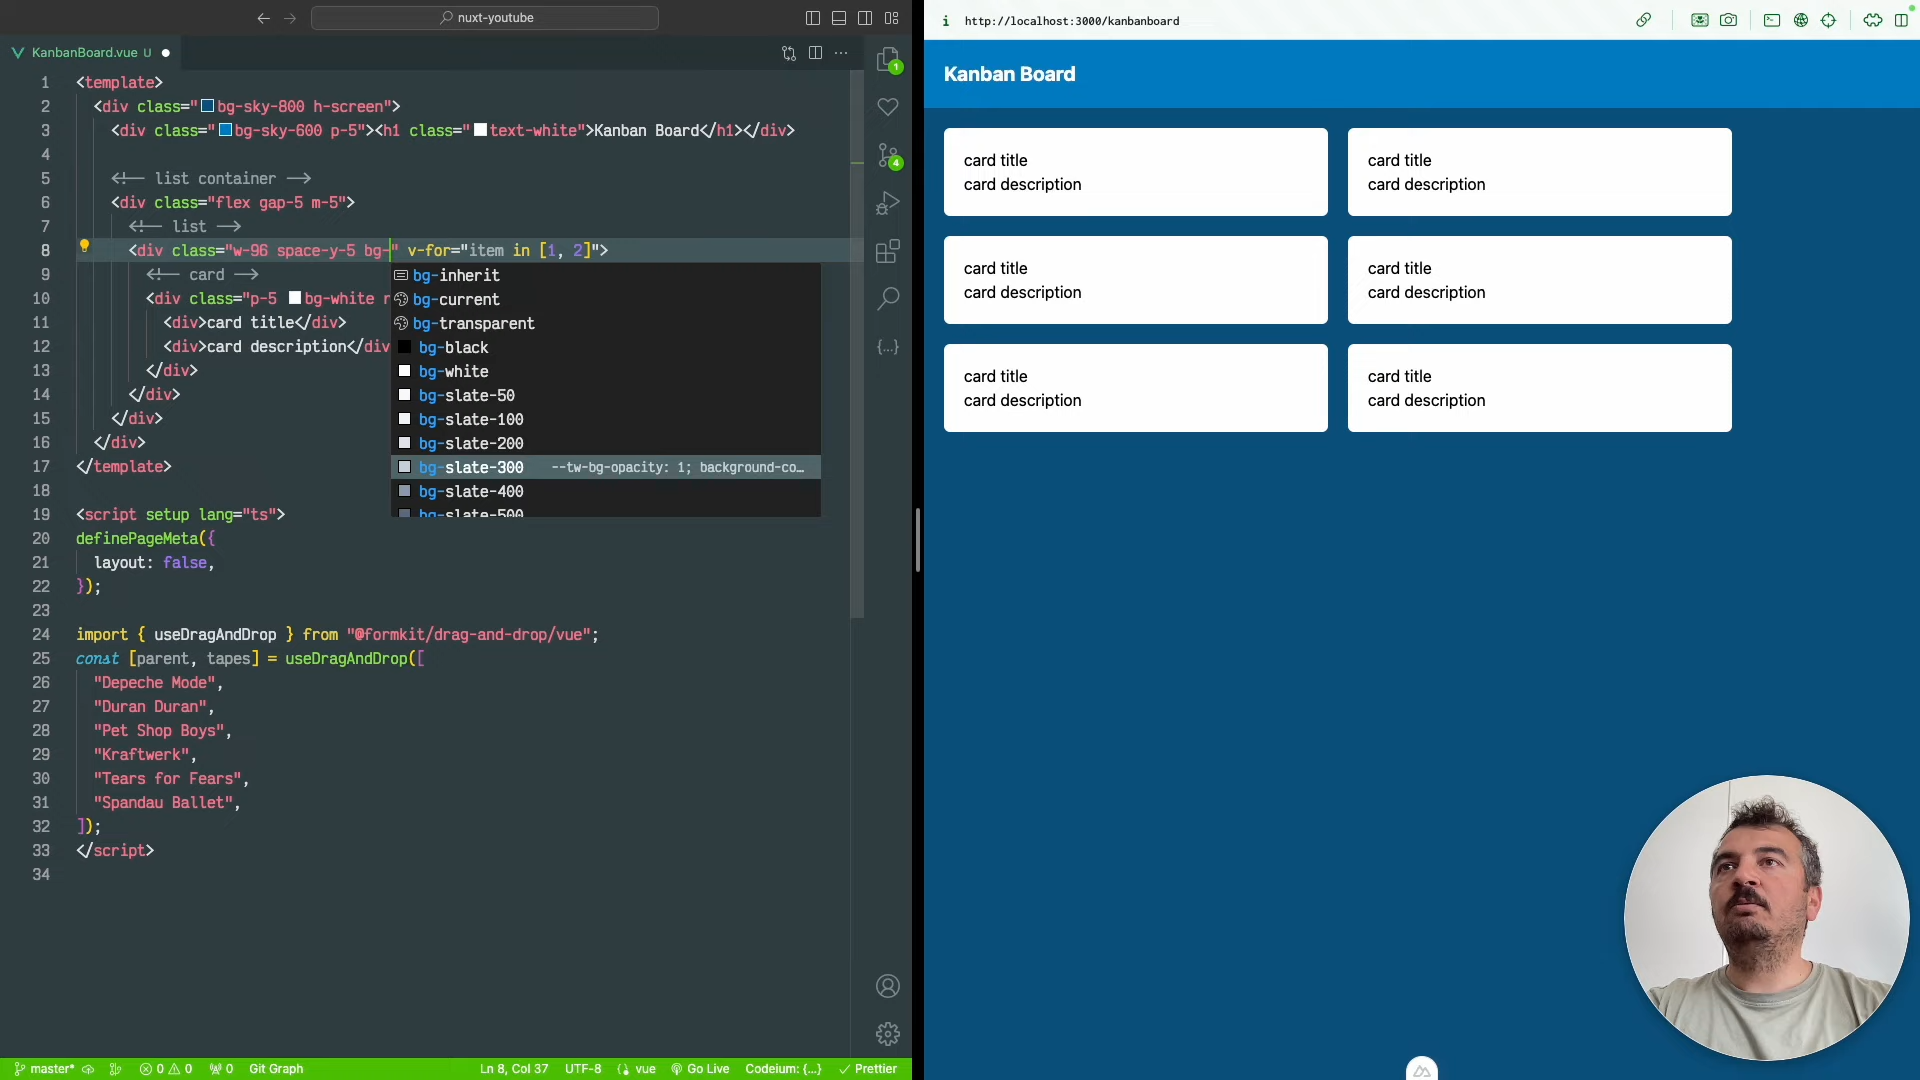 nuxt-youtube
KanbanBoard.vue U
1 <template>
2 <div class="bg-sky-800 h-screen">
3 <div class="bg-sky-600 p-5"><h1 class="text-white">Kanban Board</h1></div>
4
5 <!-- list container -->
6 <div class="flex gap-5 m-5">
7 <!-- list -->
8 <div class="w-96 space-y-5 bg-" v-for="item in [1, 2]">
9 <!-- card -->
10 <div class="p-5 bg-white r
11 <div>card title</div>
12 <div>card description</div
13 </div>
14 </div>
15 </div>
16 </div>
17 </template>
18
19 <script setup lang="ts">
20 definePageMeta({
21 layout: false,
22 });
23
24 import { useDragAndDrop } from "@formkit/drag-and-drop/vue";
25 const [parent, tapes] = useDragAndDrop([
26 "Depeche Mode",
27 "Duran Duran",
28 "Pet Shop Boys",
29 "Kraftwerk",
30 "Tears for Fears",
31 "Spandau Ballet",
32 ]);
33 </script>
34
bg-inherit
bg-current
bg-transparent
bg-black
bg-white
bg-slate-50
bg-slate-100
bg-slate-200
bg-slate-300 --tw-bg-opacity: 1; background-co…
bg-slate-400
bg-slate-500
1
4
master* 0 0 0 Git Graph Ln 8, Col 37 UTF-8 vue Go Live Codeium: {...} Prettier
i http://localhost:3000/kanbanboard
Kanban Board
card title
card description
card title
card description
card title
card description
card title
card description
card title
card description
card title
card description